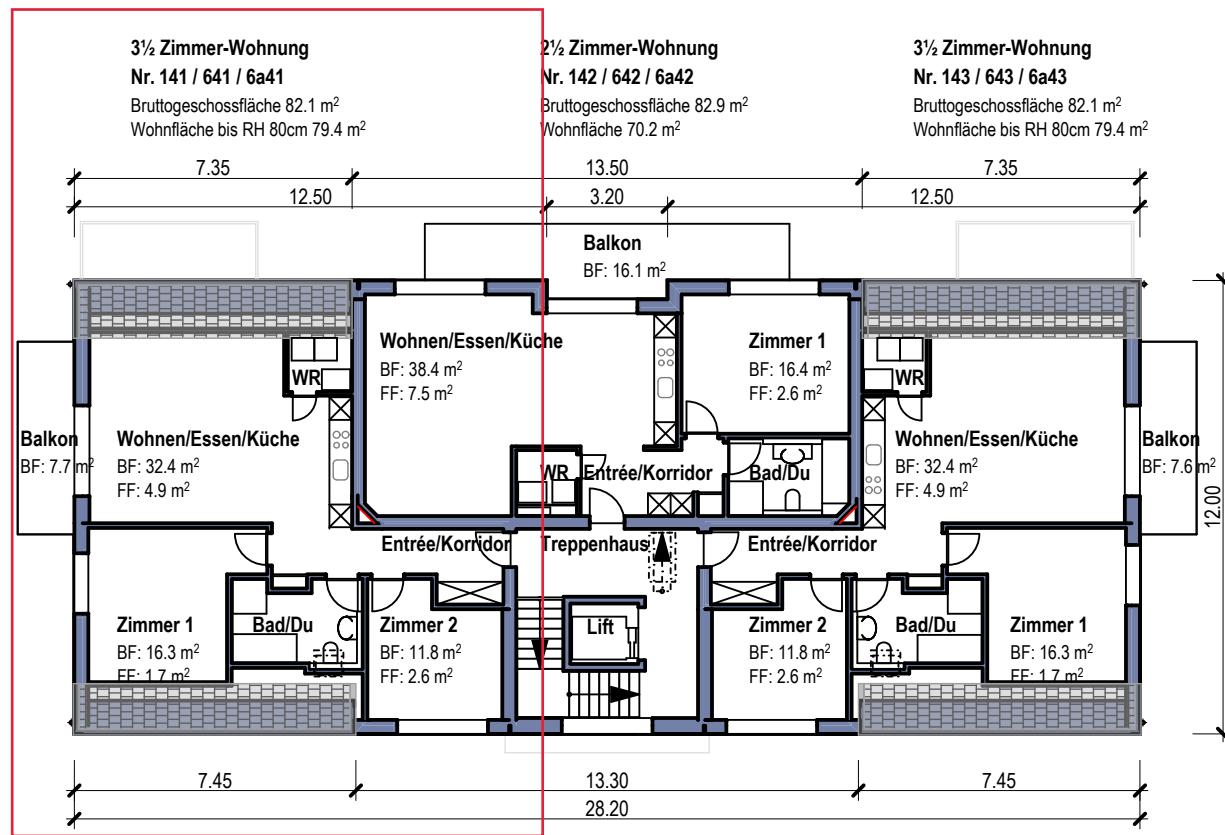 3½ Zimmer-Wohnung
Nr. 141 / 641 / 6a41
Bruttogeschossfläche 82.1 m²
Wohnfläche bis RH 80cm 79.4 m²
2½ Zimmer-Wohnung
Nr. 142 / 642 / 6a42
Bruttogeschossfläche 82.9 m²
Wohnfläche 70.2 m²
3½ Zimmer-Wohnung
Nr. 143 / 643 / 6a43
Bruttogeschossfläche 82.1 m²
Wohnfläche bis RH 80cm 79.4 m²
7.35
13.50
7.35
12.50
3.20
12.50
Balkon
BF: 16.1 m²
Wohnen/Essen/Küche
BF: 38.4 m²
FF: 7.5 m²
Zimmer 1
BF: 16.4 m²
FF: 2.6 m²
WR
WR
Balkon
BF: 7.7 m²
Wohnen/Essen/Küche
BF: 32.4 m²
FF: 4.9 m²
WR
Entrée/Korridor
Bad/Du
Wohnen/Essen/Küche
BF: 32.4 m²
FF: 4.9 m²
Balkon
BF: 7.6 m²
12.00
Entrée/Korridor
Treppenhaus
Entrée/Korridor
Zimmer 1
BF: 16.3 m²
FF: 1.7 m²
Bad/Du
Zimmer 2
BF: 11.8 m²
FF: 2.6 m²
Lift
Zimmer 2
BF: 11.8 m²
FF: 2.6 m²
Bad/Du
Zimmer 1
BF: 16.3 m²
FF: 1.7 m²
7.45
13.30
7.45
28.20